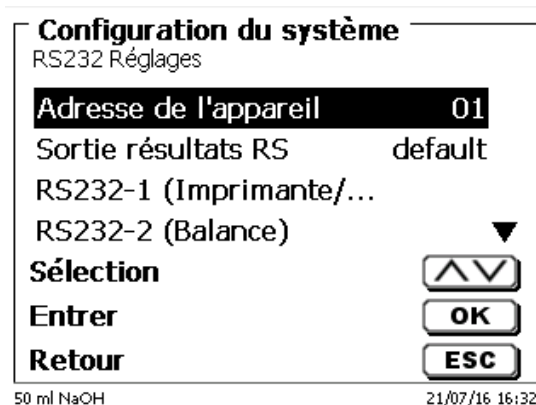 Configuration du système
RS232 Réglages
Adresse de l'appareil 01
Sortie résultats RS default
RS232-1 (Imprimante/...
RS232-2 (Balance)
Sélection
Entrer OK
Retour ESC
50 ml NaOH 21/07/16 16:32